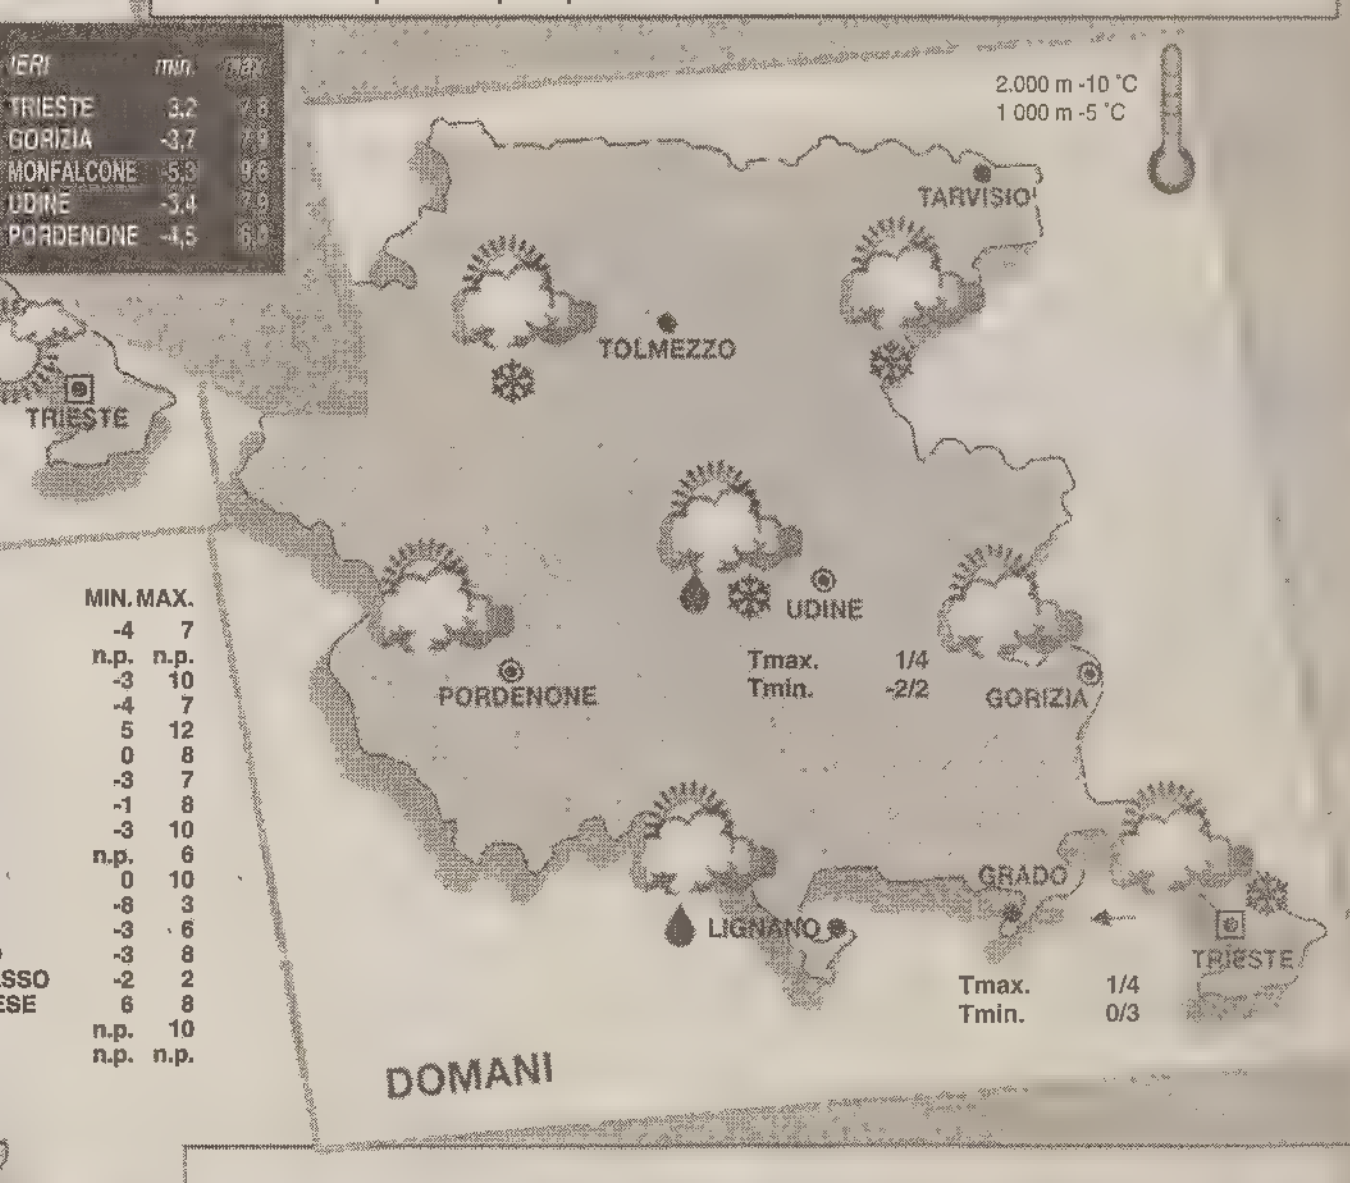 IERI min. max
TRIESTE 3,2 7,8
GORIZIA -3,7 7,9
MONFALCONE -5,3 9,6
UDINE -3,4 7,9
PORDENONE -4,5
2.000 m -10 °C
1 000 m -5 °C
TARVISIO
TOLMEZZO
TRIESTE
UDINE
Tmax. 1/4
Tmin. -2/2
PORDENONE
GORIZIA
MIN. MAX.
-4 7
n.p. n.p.
-3 10
-4 7
5 12
0 8
-3 7
-1 8
-3 10
n.p. 6
0 10
-8 3
-3 6
-3 8
ASSO -2 2
ESE 6 8
n.p. 10
n.p. n.p.
GRADO
LIGNANO
TRIESTE
Tmax. 1/4
Tmin. 0/3
DOMANI